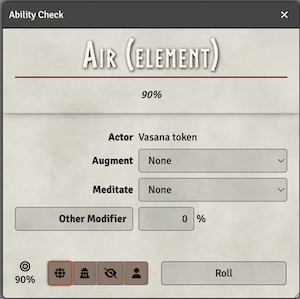 Ability Check
Air (element)
90%
Actor Vasana token
Augment None
Meditate None
Other Modifier 0 %
90% Roll